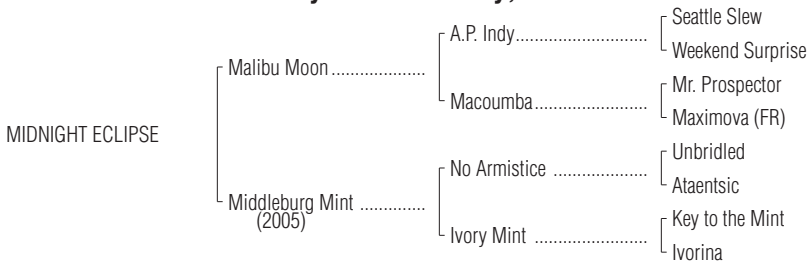 Seattle Slew
A.P. Indy
Weekend Surprise
Malibu Moon
Mr. Prospector
Macoumba
Maximova (FR)
MIDNIGHT ECLIPSE
Unbridled
No Armistice
Ataentsic
Middleburg Mint
(2005)
Key to the Mint
Ivory Mint
Ivorina